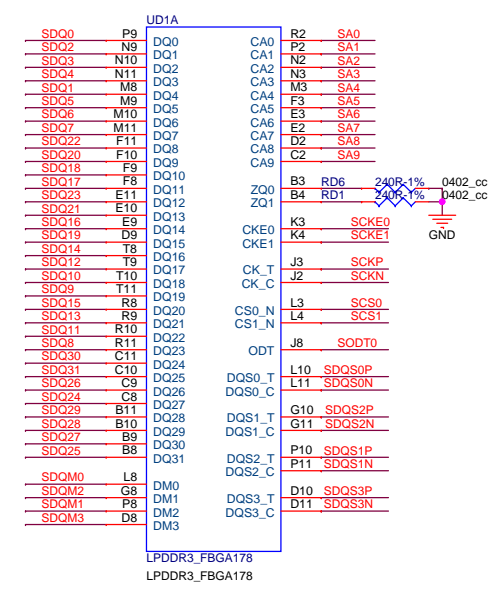 UD1A
SDQ0 P9 DQ0 CA0 R2 SA0
SDQ2 N9 DQ1 CA1 P2 SA1
SDQ3 N10 DQ2 CA2 N2 SA2
SDQ4 N11 DQ3 CA3 N3 SA3
SDQ1 M8 DQ4 CA4 M3 SA4
SDQ5 M9 DQ5 CA5 F3 SA5
SDQ6 M10 DQ6 CA6 E3 SA6
SDQ7 M11 DQ7 CA7 E2 SA7
SDQ22 F11 DQ8 CA8 D2 SA8
SDQ20 F10 DQ9 CA9 C2 SA9
SDQ18 F9 DQ10
SDQ17 F8 DQ11 ZQ0 B3 RD6 240R-1% 0402_cc
SDQ23 E11 DQ12 ZQ1 B4 RD1 240R-1% 0402_cc
SDQ21 E10 DQ13
SDQ16 E9 DQ14 CKE0 K3 SCKE0
GND
SDQ19 D9 DQ15 CKE1 K4 SCKE1
SDQ14 T8 DQ16
SDQ12 T9 DQ17 CK_T J3 SCKP
SDQ10 T10 DQ18 CK_C J2 SCKN
SDQ9 T11 DQ19
SDQ15 R8 DQ20 CS0_N L3 SCS0
SDQ13 R9 DQ21 CS1_N L4 SCS1
SDQ11 R10 DQ22
SDQ8 R11 DQ23 ODT J8 SODT0
SDQ30 C11 DQ24
SDQ31 C10 DQ25 DQS0_T L10 SDQS0P
SDQ26 C9 DQ26 DQS0_C L11 SDQS0N
SDQ24 C8 DQ27
SDQ29 B11 DQ28 DQS1_T G10 SDQS2P
SDQ28 B10 DQ29 DQS1_C G11 SDQS2N
SDQ27 B9 DQ30
SDQ25 B8 DQ31 DQS2_T P10 SDQS1P
DQS2_C P11 SDQS1N
SDQM0 L8 DM0
SDQM2 G8 DM1 DQS3_T D10 SDQS3P
SDQM1 P8 DM2 DQS3_C D11 SDQS3N
SDQM3 D8 DM3
LPDDR3_FBGA178
LPDDR3_FBGA178